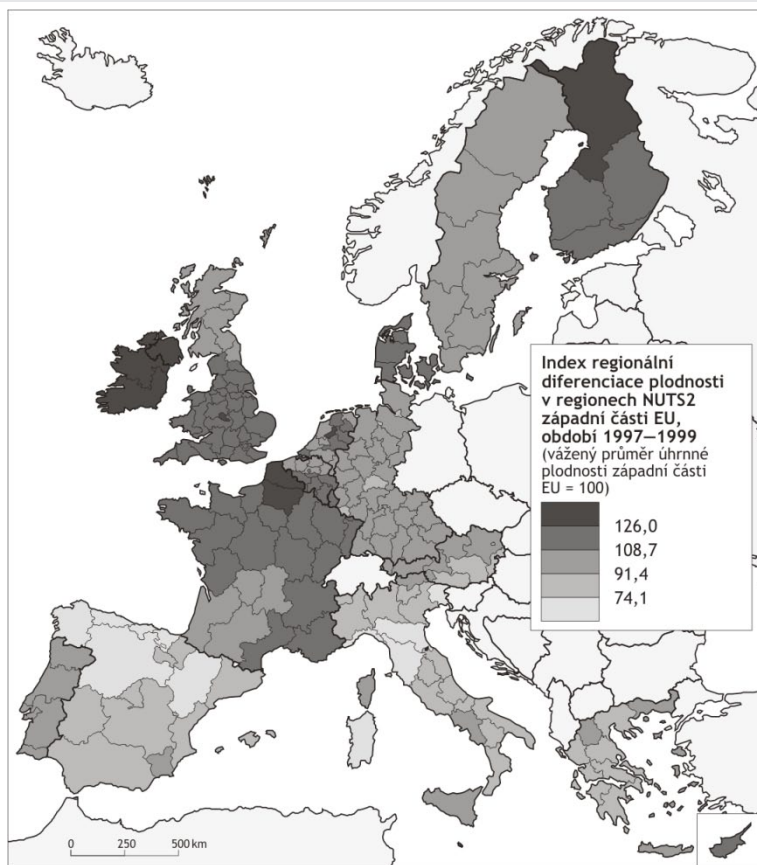 Index regionální
diferenciace plodnosti
v regionech NUTS2
západní části EU,
období 1997—1999
(vážený průměr úhrnné
plodnosti západní části
EU = 100)
126,0
108,7
91,4
74,1
0 250 500 km